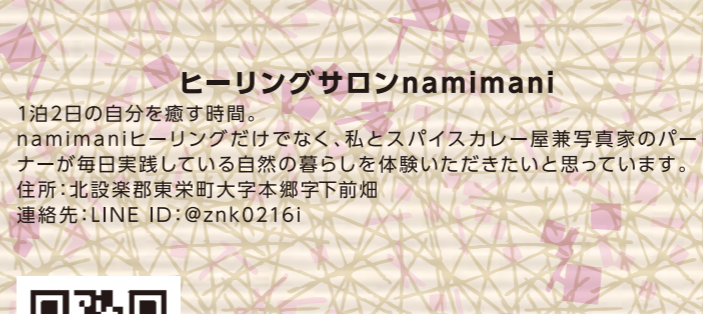 ヒーリングサロンnamimani
1泊2日の自分を癒す時間。
namimaniヒーリングだけでなく、私とスパイスカレー屋兼写真家のパー
ナーが毎日実践している自然の暮らしを体験いただきたいと思っています。
住所：北設楽郡東栄町大字本郷字下前畑
連絡先：LINE ID：@znk0216i